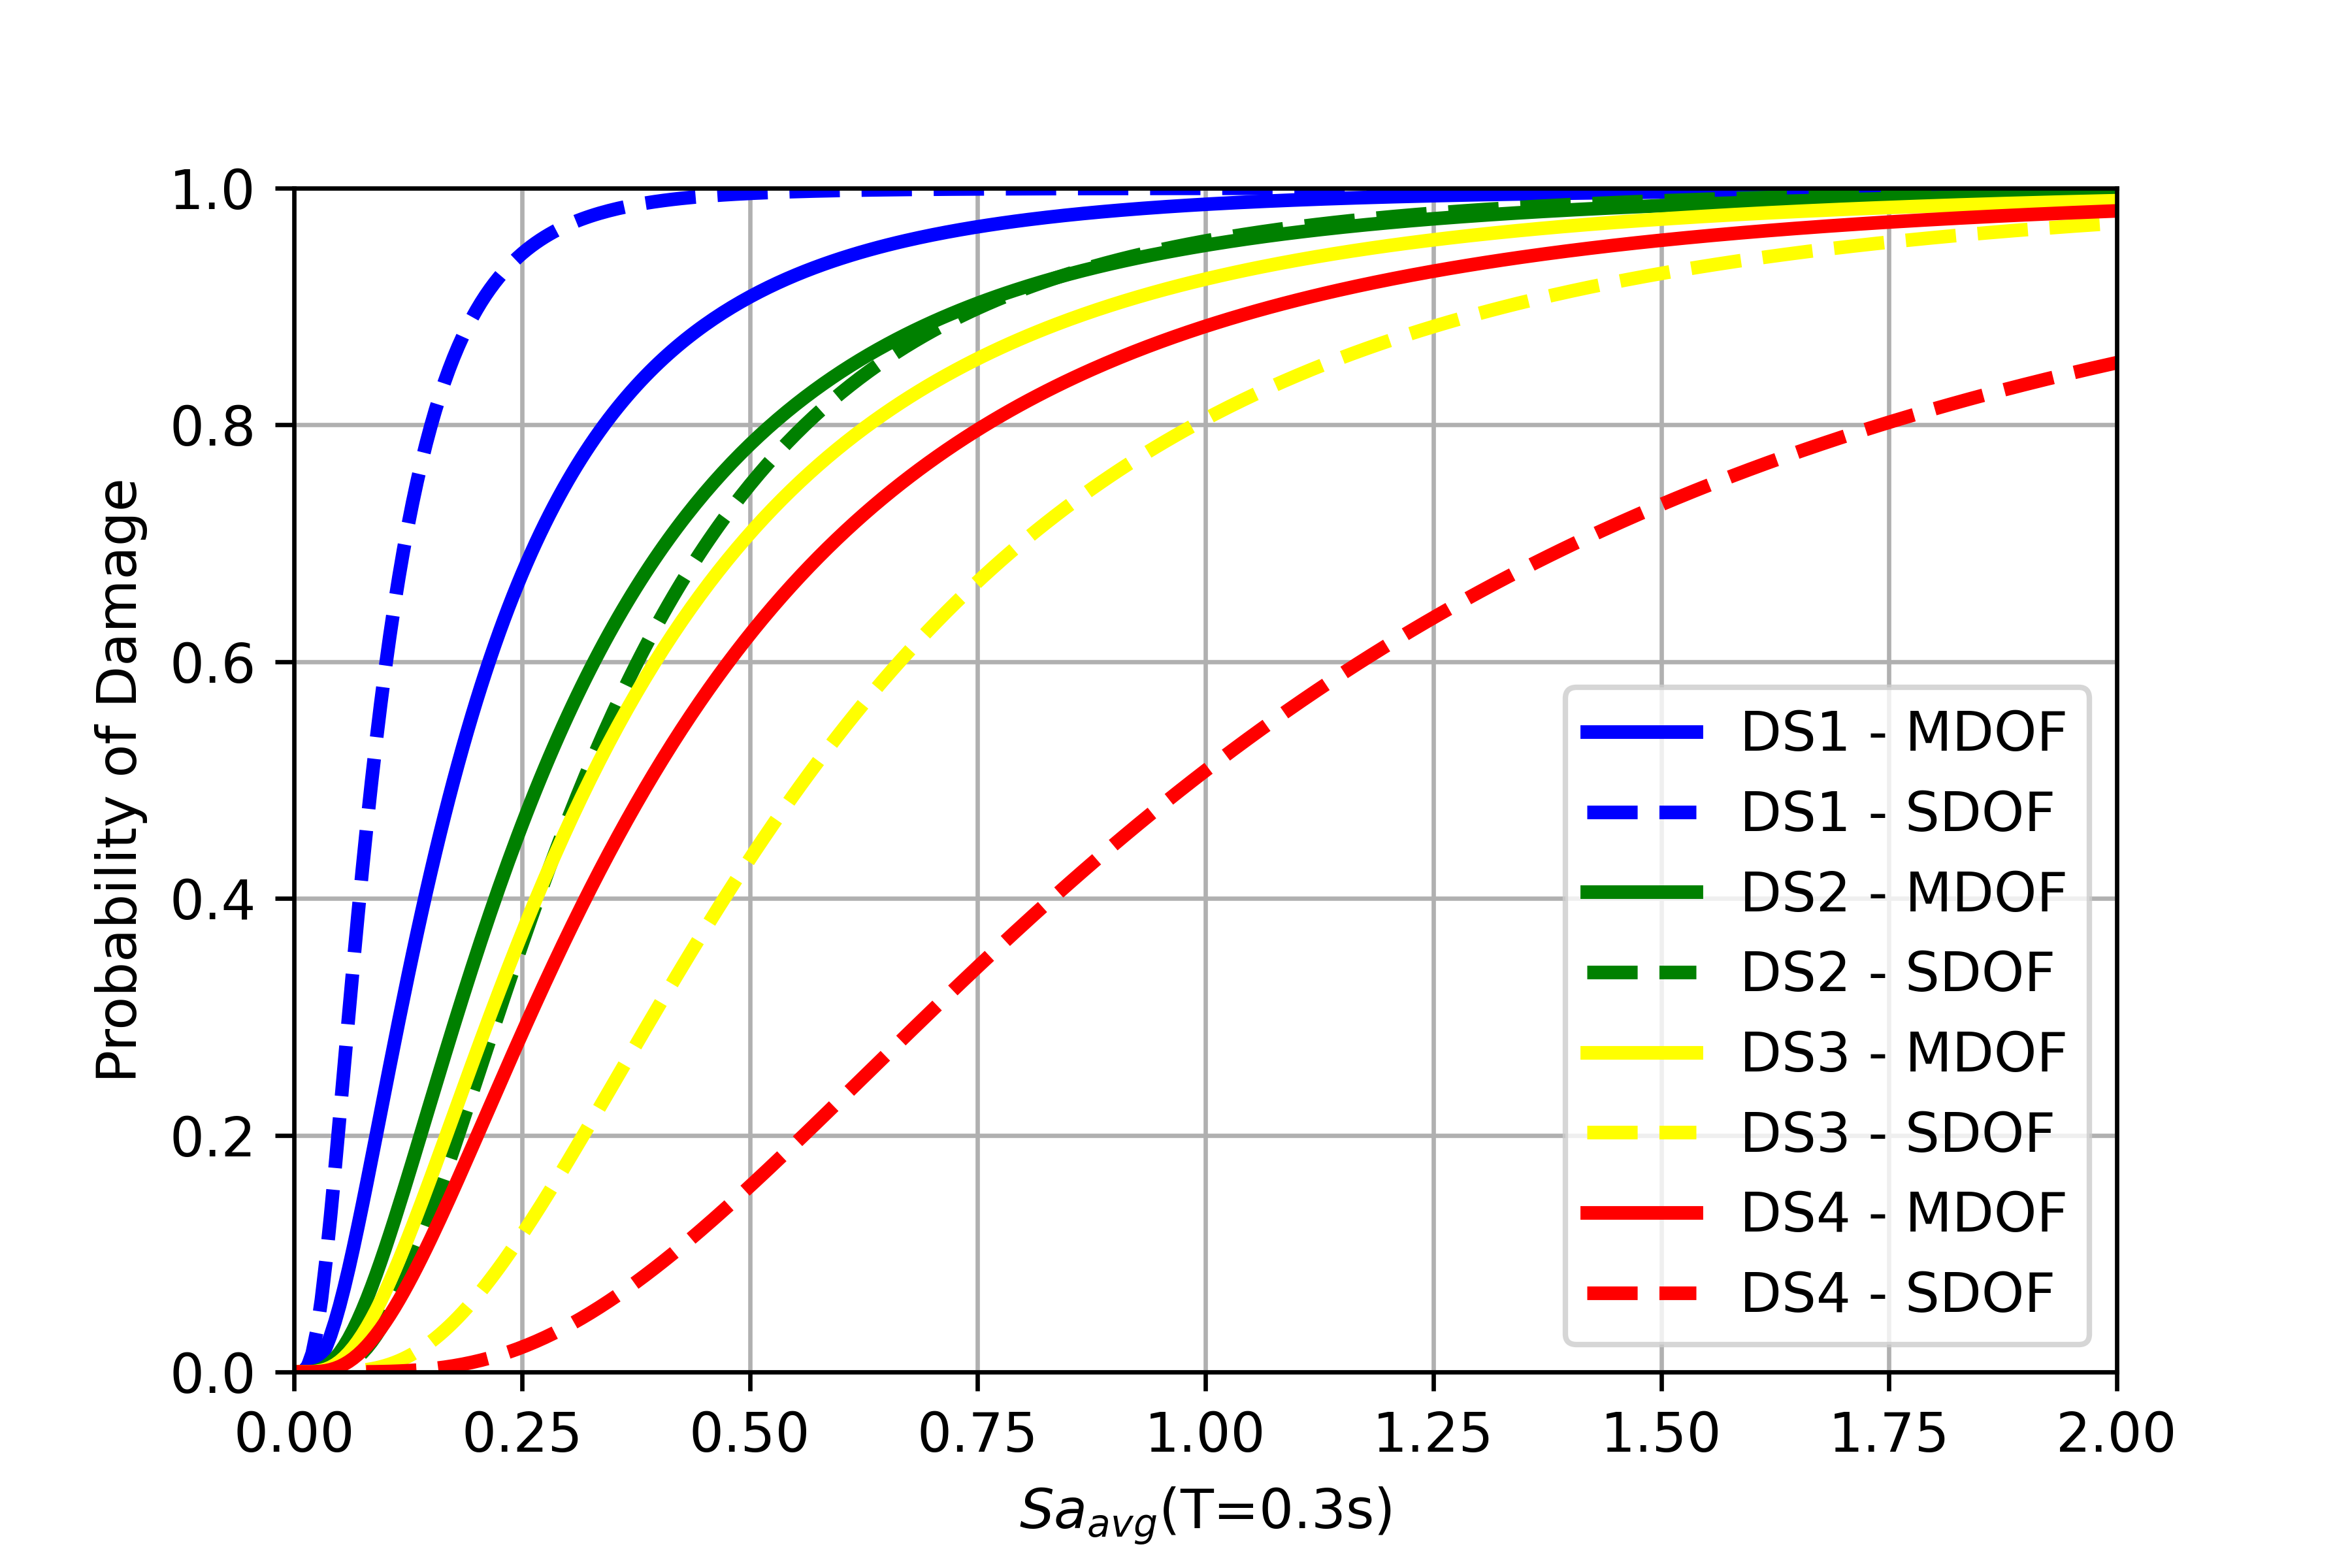 1.0
0.8
0.6
0.4
0.2
0.0
Probability of Damage
0.00 0.25 0.50 0.75 1.00 1.25 1.50 1.75 2.00
Sa_avg(T=0.3s)
DS1 - MDOF
DS1 - SDOF
DS2 - MDOF
DS2 - SDOF
DS3 - MDOF
DS3 - SDOF
DS4 - MDOF
DS4 - SDOF